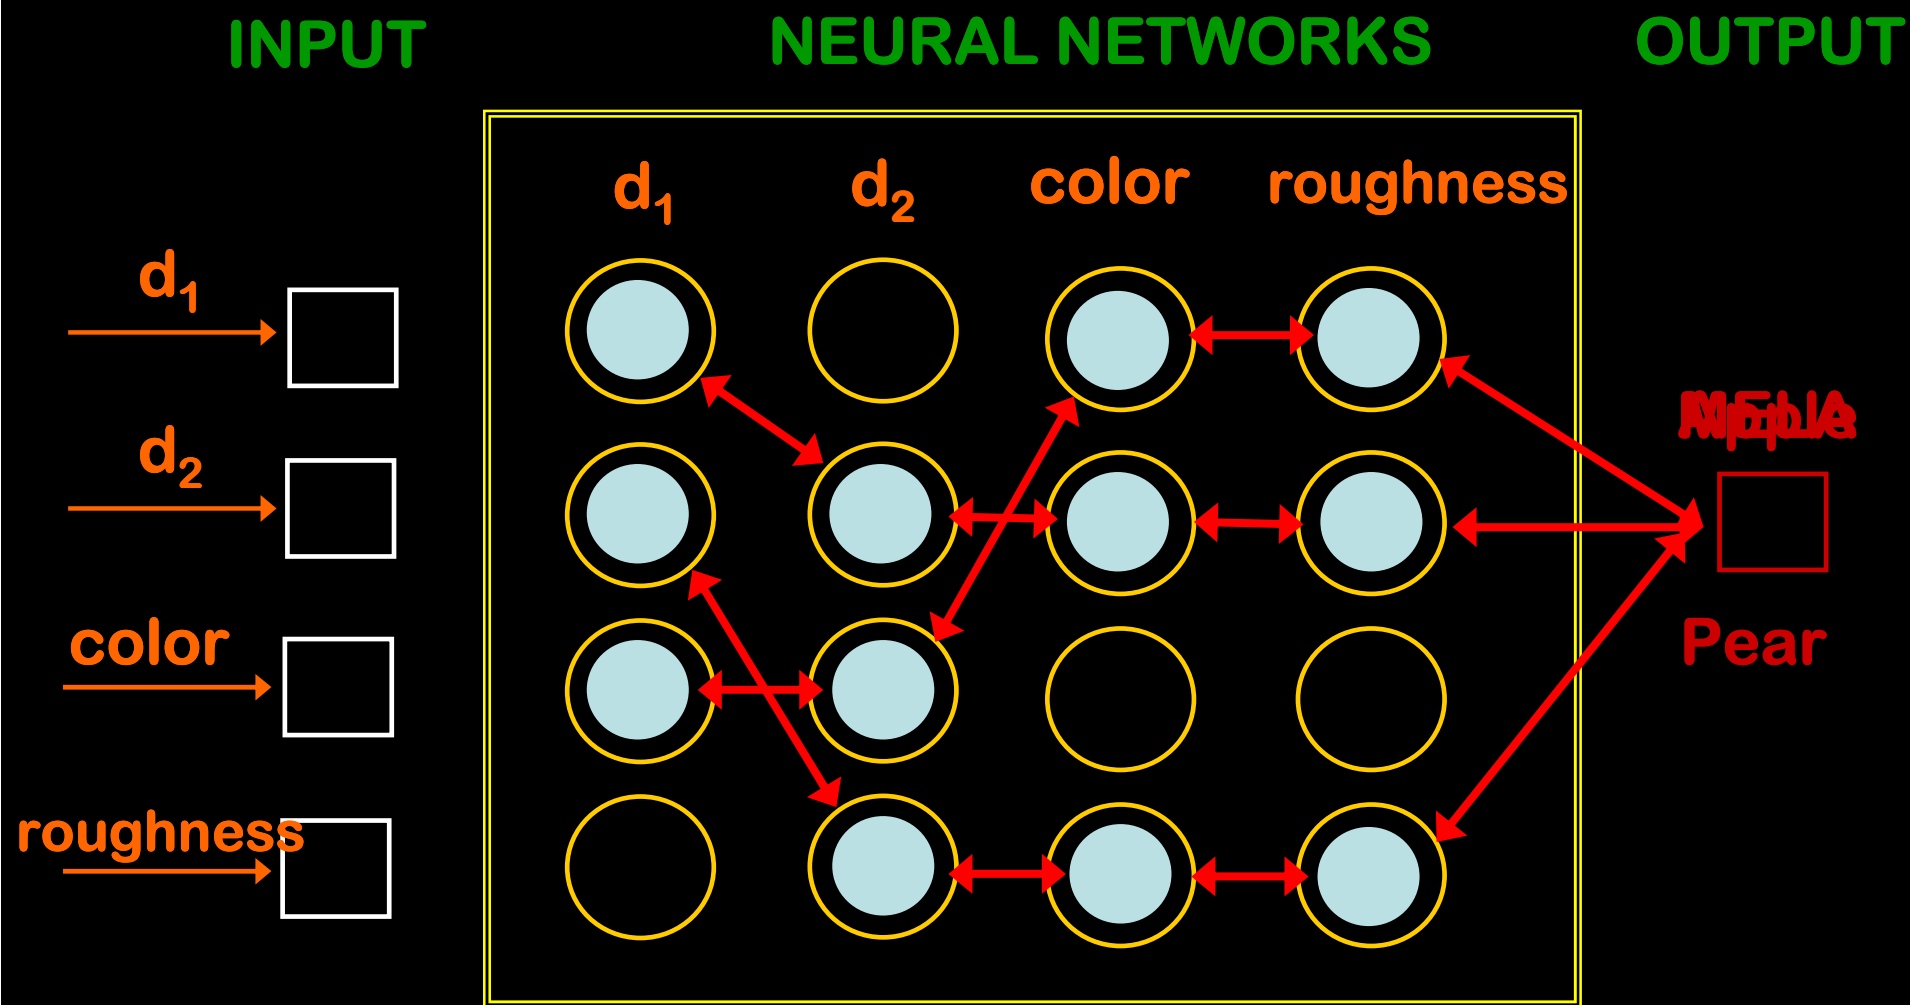 INPUT
NEURAL NETWORKS
OUTPUT
d1
d2
color
roughness
d1
d2
color
roughness
Pear